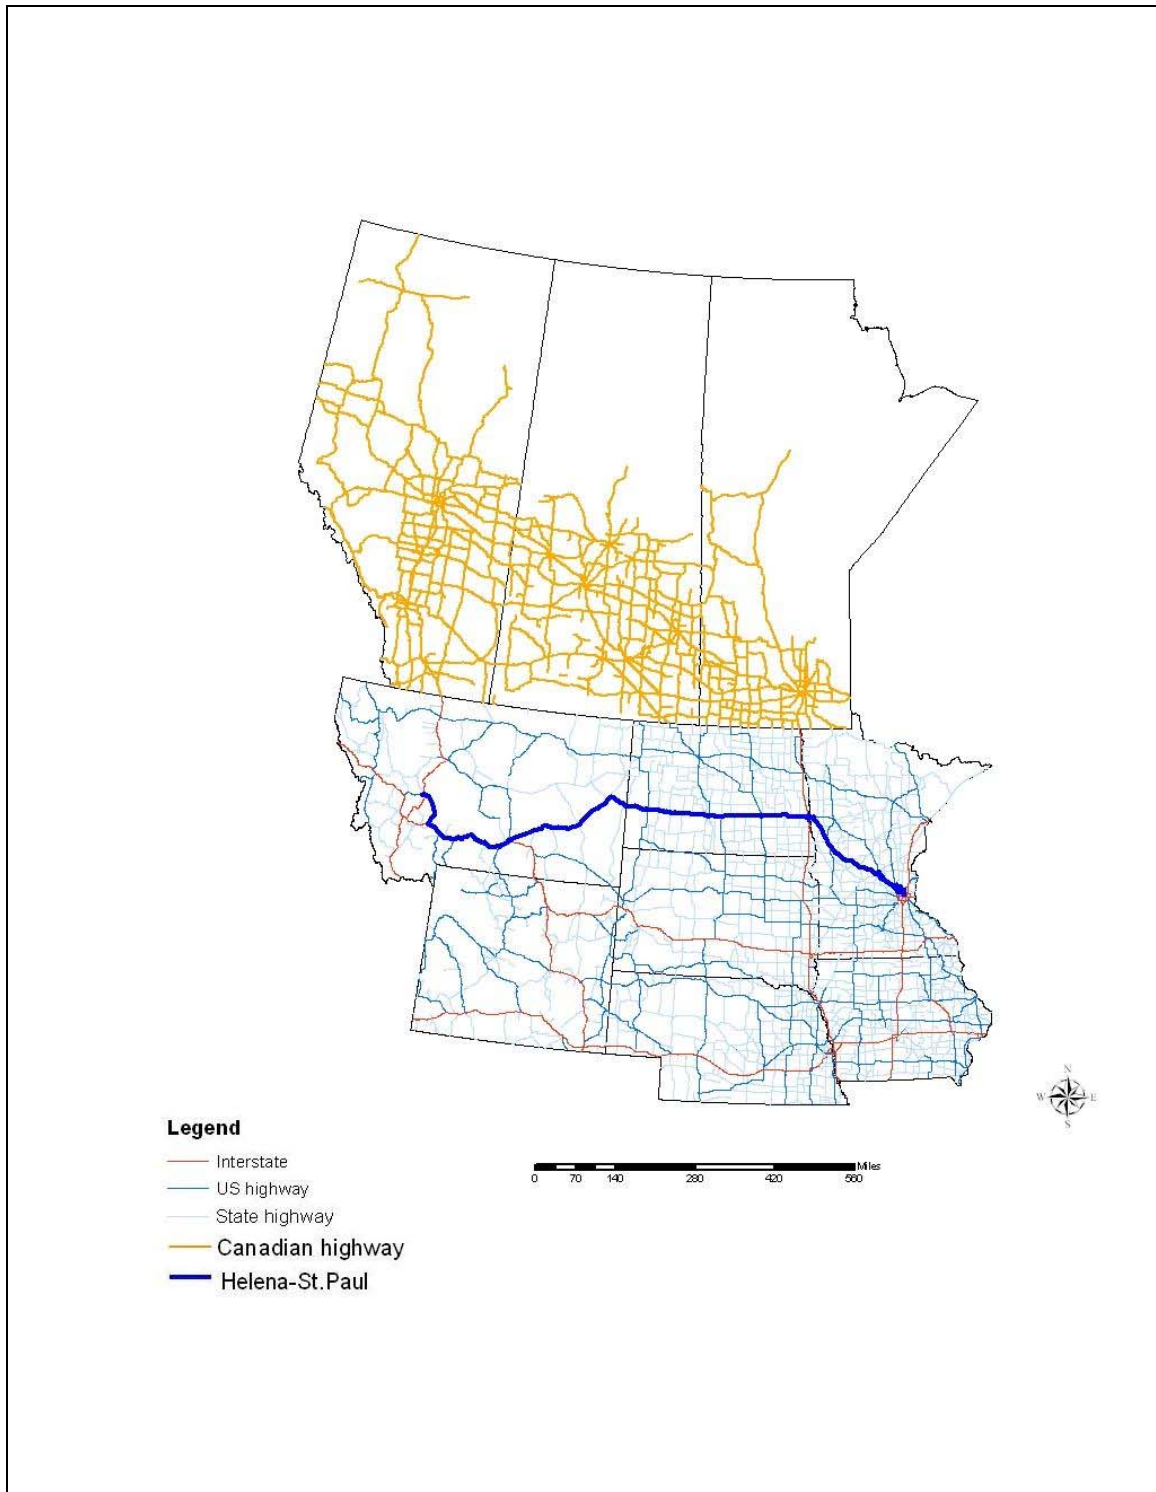 N
W E
S
Legend
Interstate
US highway
State highway
Canadian highway
Helena-St.Paul
Miles
0 70 140 280 420 560